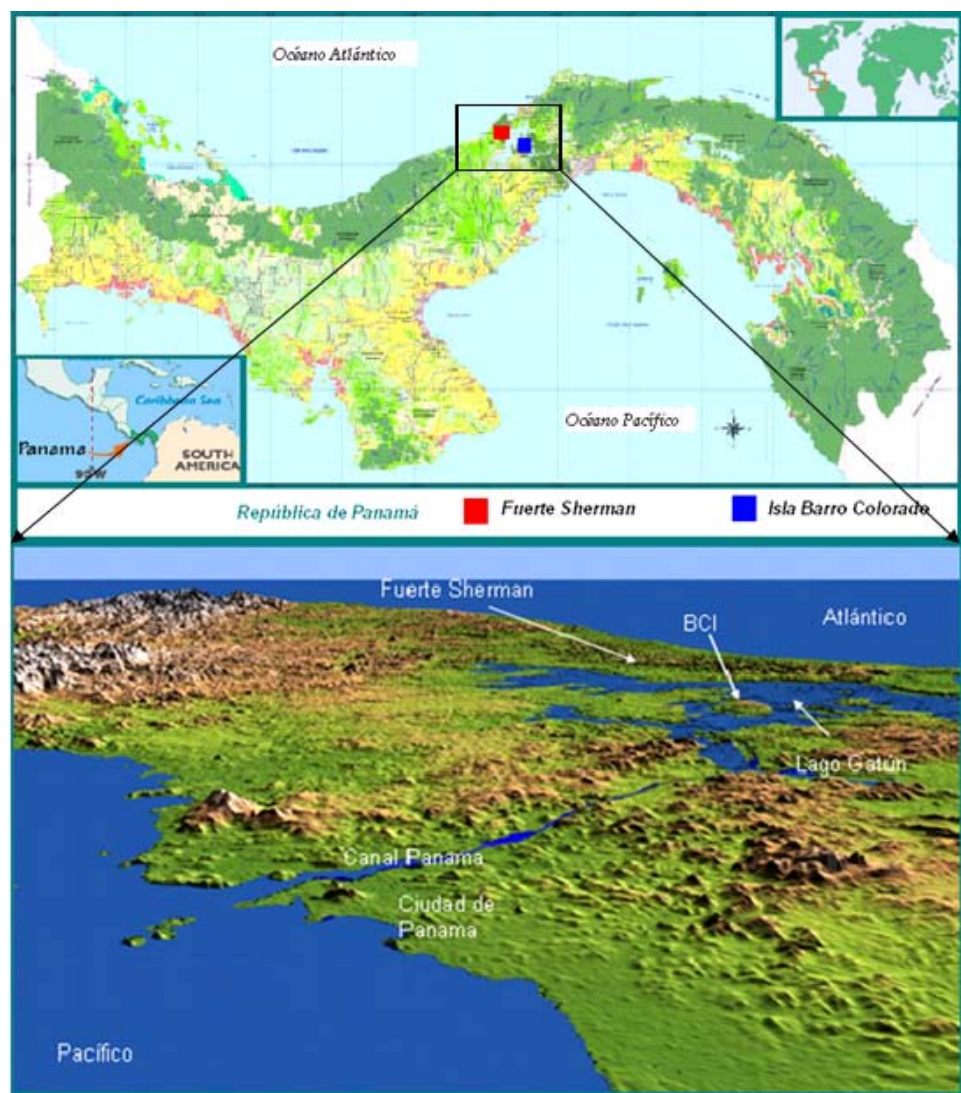 Océano Atlántico
Caribbean Sea
Panama
90°W
SOUTH
AMERICA
Océano Pacífico
República de Panamá
Fuerte Sherman
Isla Barro Colorado
Fuerte Sherman
BCI
Atlántico
Lago Gatún
Canal Panama
Ciudad de
Panama
Pacífico